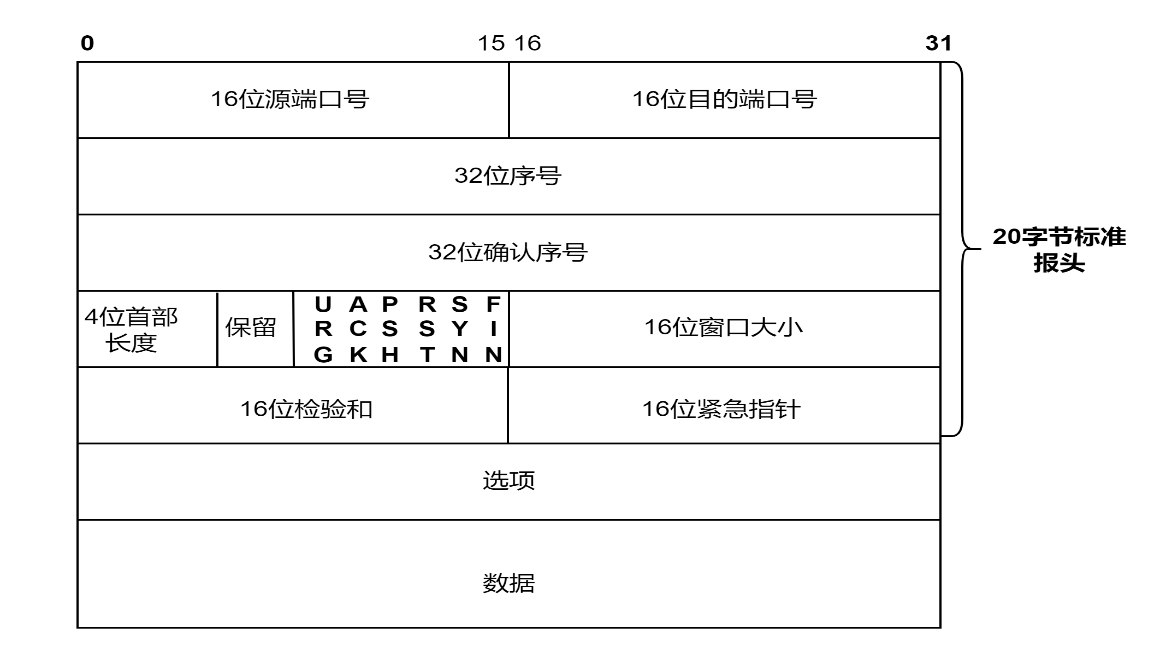 0 15 16 31
16位源端口号 16位目的端口号
32位序号
32位确认序号
20字节标准
报头
4位首部
长度
保留
U A P R S F
R C S S Y I
G K H T N N
16位窗口大小
16位检验和 16位紧急指针
选项
数据